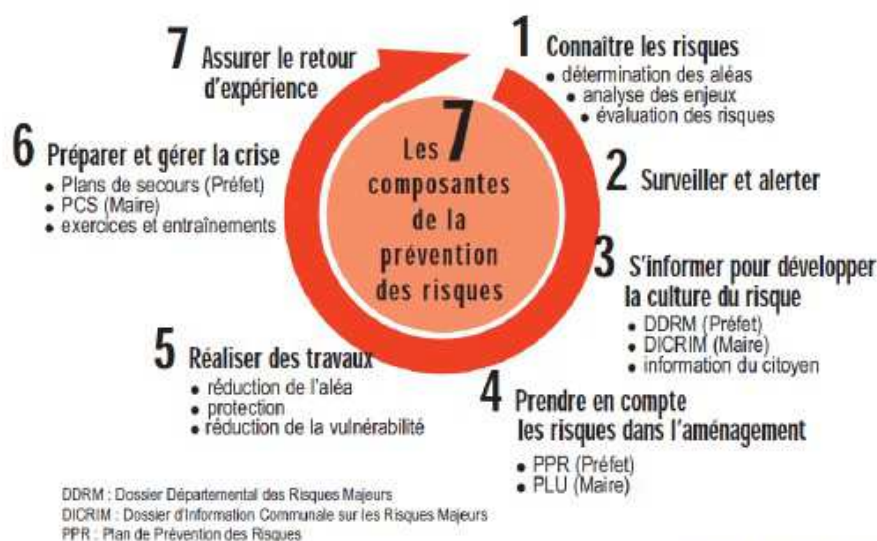 Les 7
composantes
de la
prévention
des risques
1 Connaître les risques
• détermination des aléas
• analyse des enjeux
• évaluation des risques
2 Surveiller et alerter
3 S'informer pour développer
la culture du risque
• DDRM (Préfet)
• DICRIM (Maire)
• information du citoyen
4 Prendre en compte
les risques dans l'aménagement
• PPR (Préfet)
• PLU (Maire)
5 Réaliser des travaux
• réduction de l'aléa
• protection
• réduction de la vulnérabilité
6 Préparer et gérer la crise
• Plans de secours (Préfet)
• PCS (Maire)
• exercices et entraînements
7 Assurer le retour
d'expérience
DDRM : Dossier Départemental des Risques Majeurs
DICRIM : Dossier d'Information Communale sur les Risques Majeurs
PPR : Plan de Prévention des Risques